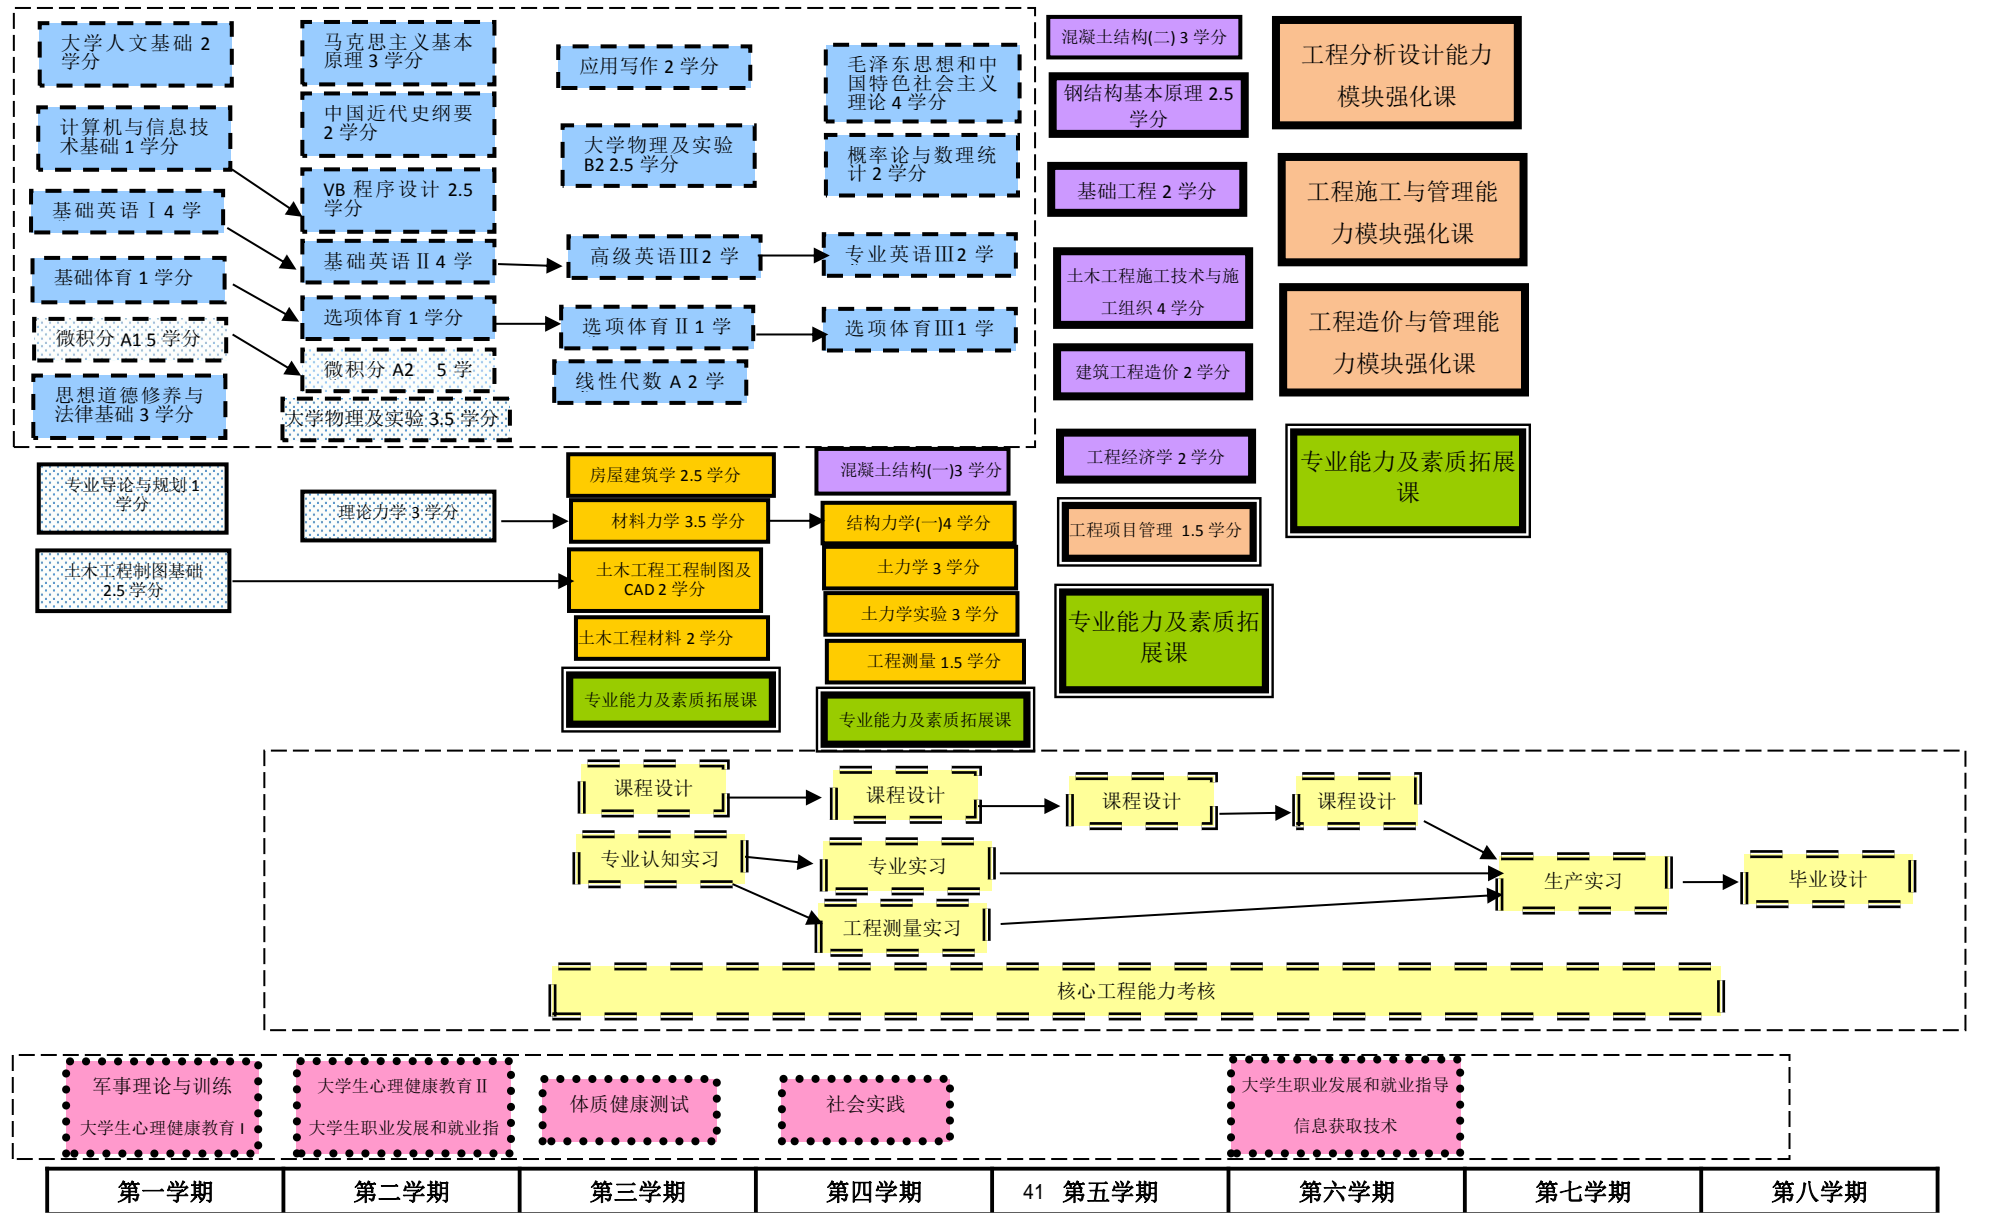 大学人文基础 2
学分
计算机与信息技
术基础 1 学分
基础英语 Ⅰ 4 学
基础体育 1 学分
微积分 A1 5 学分
思想道德修养与
法律基础 3 学分
马克思主义基本
原理 3 学分
中国近代史纲要
2 学分
VB 程序设计 2.5
学分
基础英语 Ⅱ 4 学
选项体育 1 学分
微积分 A2 5 学
大学物理及实验 3.5 学分
应用写作 2 学分
大学物理及实验
B2 2.5 学分
高级英语Ⅲ 2 学
选项体育 Ⅱ 1 学
线性代数 A 2 学
毛泽东思想和中
国特色社会主义
理论 4 学分
概率论与数理统
计 2 学分
专业英语Ⅲ 2 学
选项体育Ⅲ 1 学
混凝土结构(二) 3 学分
钢结构基本原理 2.5
学分
基础工程 2 学分
土木工程施工技术与施
工组织 4 学分
建筑工程造价 2 学分
工程经济学 2 学分
工程项目管理 1.5 学分
专业能力及素质拓
展课
工程分析设计能力
模块强化课
工程施工与管理能
力模块强化课
工程造价与管理能
力模块强化课
专业能力及素质拓展
课
专业导论与规划 1
学分
土木工程制图基础
2.5 学分
理论力学 3 学分
房屋建筑学 2.5 学分
材料力学 3.5 学分
土木工程工程制图及
CAD 2 学分
土木工程材料 2 学分
专业能力及素质拓展课
混凝土结构(一)3 学分
结构力学(一)4 学分
土力学 3 学分
土力学实验 3 学分
工程测量 1.5 学分
专业能力及素质拓展课
课程设计
课程设计
课程设计
课程设计
专业认知实习
专业实习
生产实习
毕业设计
工程测量实习
核心工程能力考核
军事理论与训练
大学生心理健康教育 I
大学生心理健康教育 Ⅱ
大学生职业发展和就业指
体质健康测试
社会实践
大学生职业发展和就业指导
信息获取技术
第一学期
第二学期
第三学期
第四学期
41
第五学期
第六学期
第七学期
第八学期